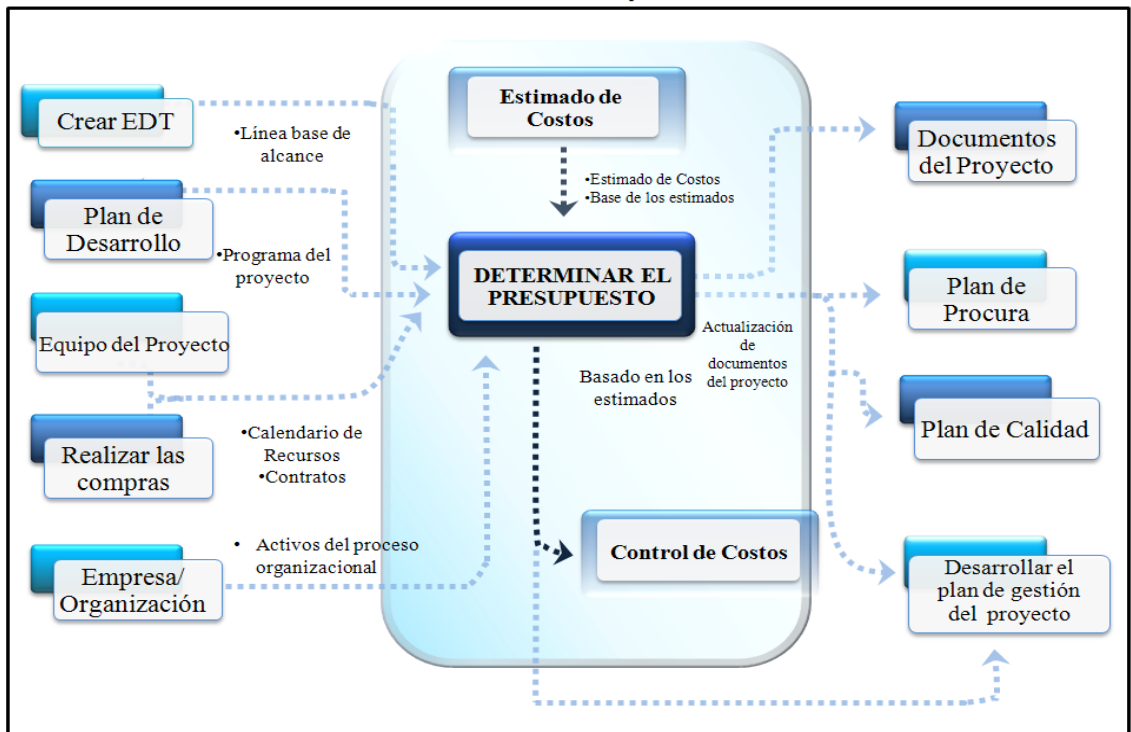 Crear EDT
•Línea base de
alcance
Plan de
Desarrollo
•Programa del
proyecto
Equipo del Proyecto
Realizar las
compras
•Calendario de
Recursos
•Contratos
Empresa/
Organización
• Activos del proceso
organizacional
Estimado de
Costos
•Estimado de Costos
•Base de los estimados
DETERMINAR EL
PRESUPUESTO
Actualización
de
documentos
del proyecto
Basado en los
estimados
Control de Costos
Documentos
del Proyecto
Plan de
Procura
Plan de Calidad
Desarrollar el
plan de gestión
del proyecto